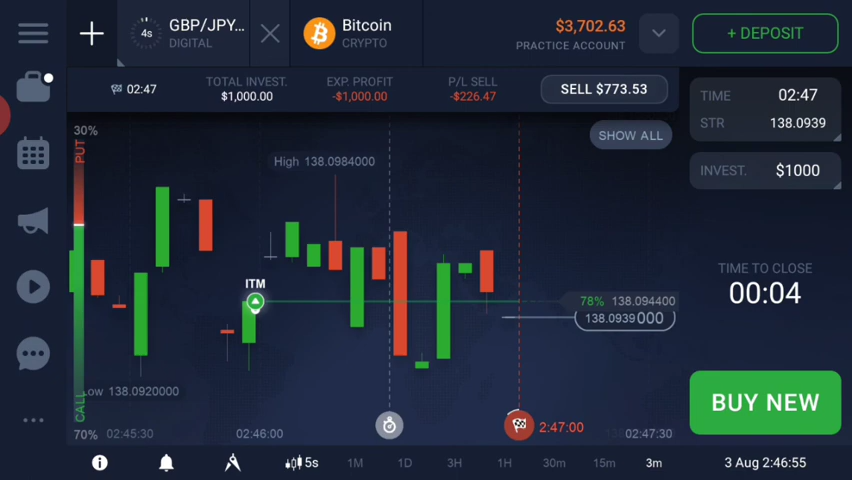 4s
GBP/JPY...
DIGITAL
Bitcoin
CRYPTO
$3,702.63
PRACTICE ACCOUNT
+ DEPOSIT
02:47
TOTAL INVEST.
$1,000.00
EXP. PROFIT
-$1,000.00
P/L SELL
-$226.47
SELL $773.53
TIME 02:47
STR 138.0939
INVEST. $1000
30%
PUT
High 138.0984000
SHOW ALL
ITM
78% 138.094400
138.0939000
TIME TO CLOSE
00:04
Low 138.0920000
CALL
BUY NEW
70%
02:45:30
02:46:00
2:47:00
02:47:30
5s
1M
1D
3H
1H
30m
15m
3m
3 Aug 2:46:55